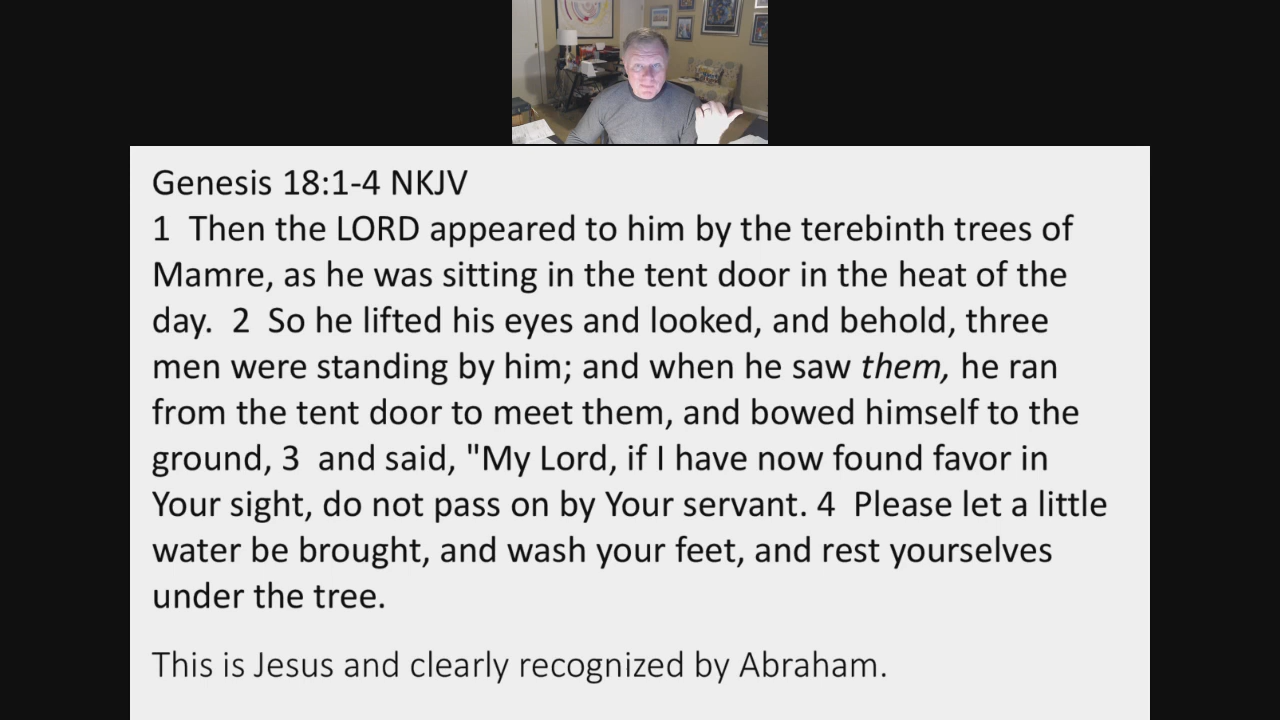 Genesis 18:1-4 NKJV
1  Then the LORD appeared to him by the terebinth trees of
Mamre, as he was sitting in the tent door in the heat of the
day.  2  So he lifted his eyes and looked, and behold, three
men were standing by him; and when he saw them, he ran
from the tent door to meet them, and bowed himself to the
ground, 3  and said, "My Lord, if I have now found favor in
Your sight, do not pass on by Your servant. 4  Please let a little
water be brought, and wash your feet, and rest yourselves
under the tree.
This is Jesus and clearly recognized by Abraham.